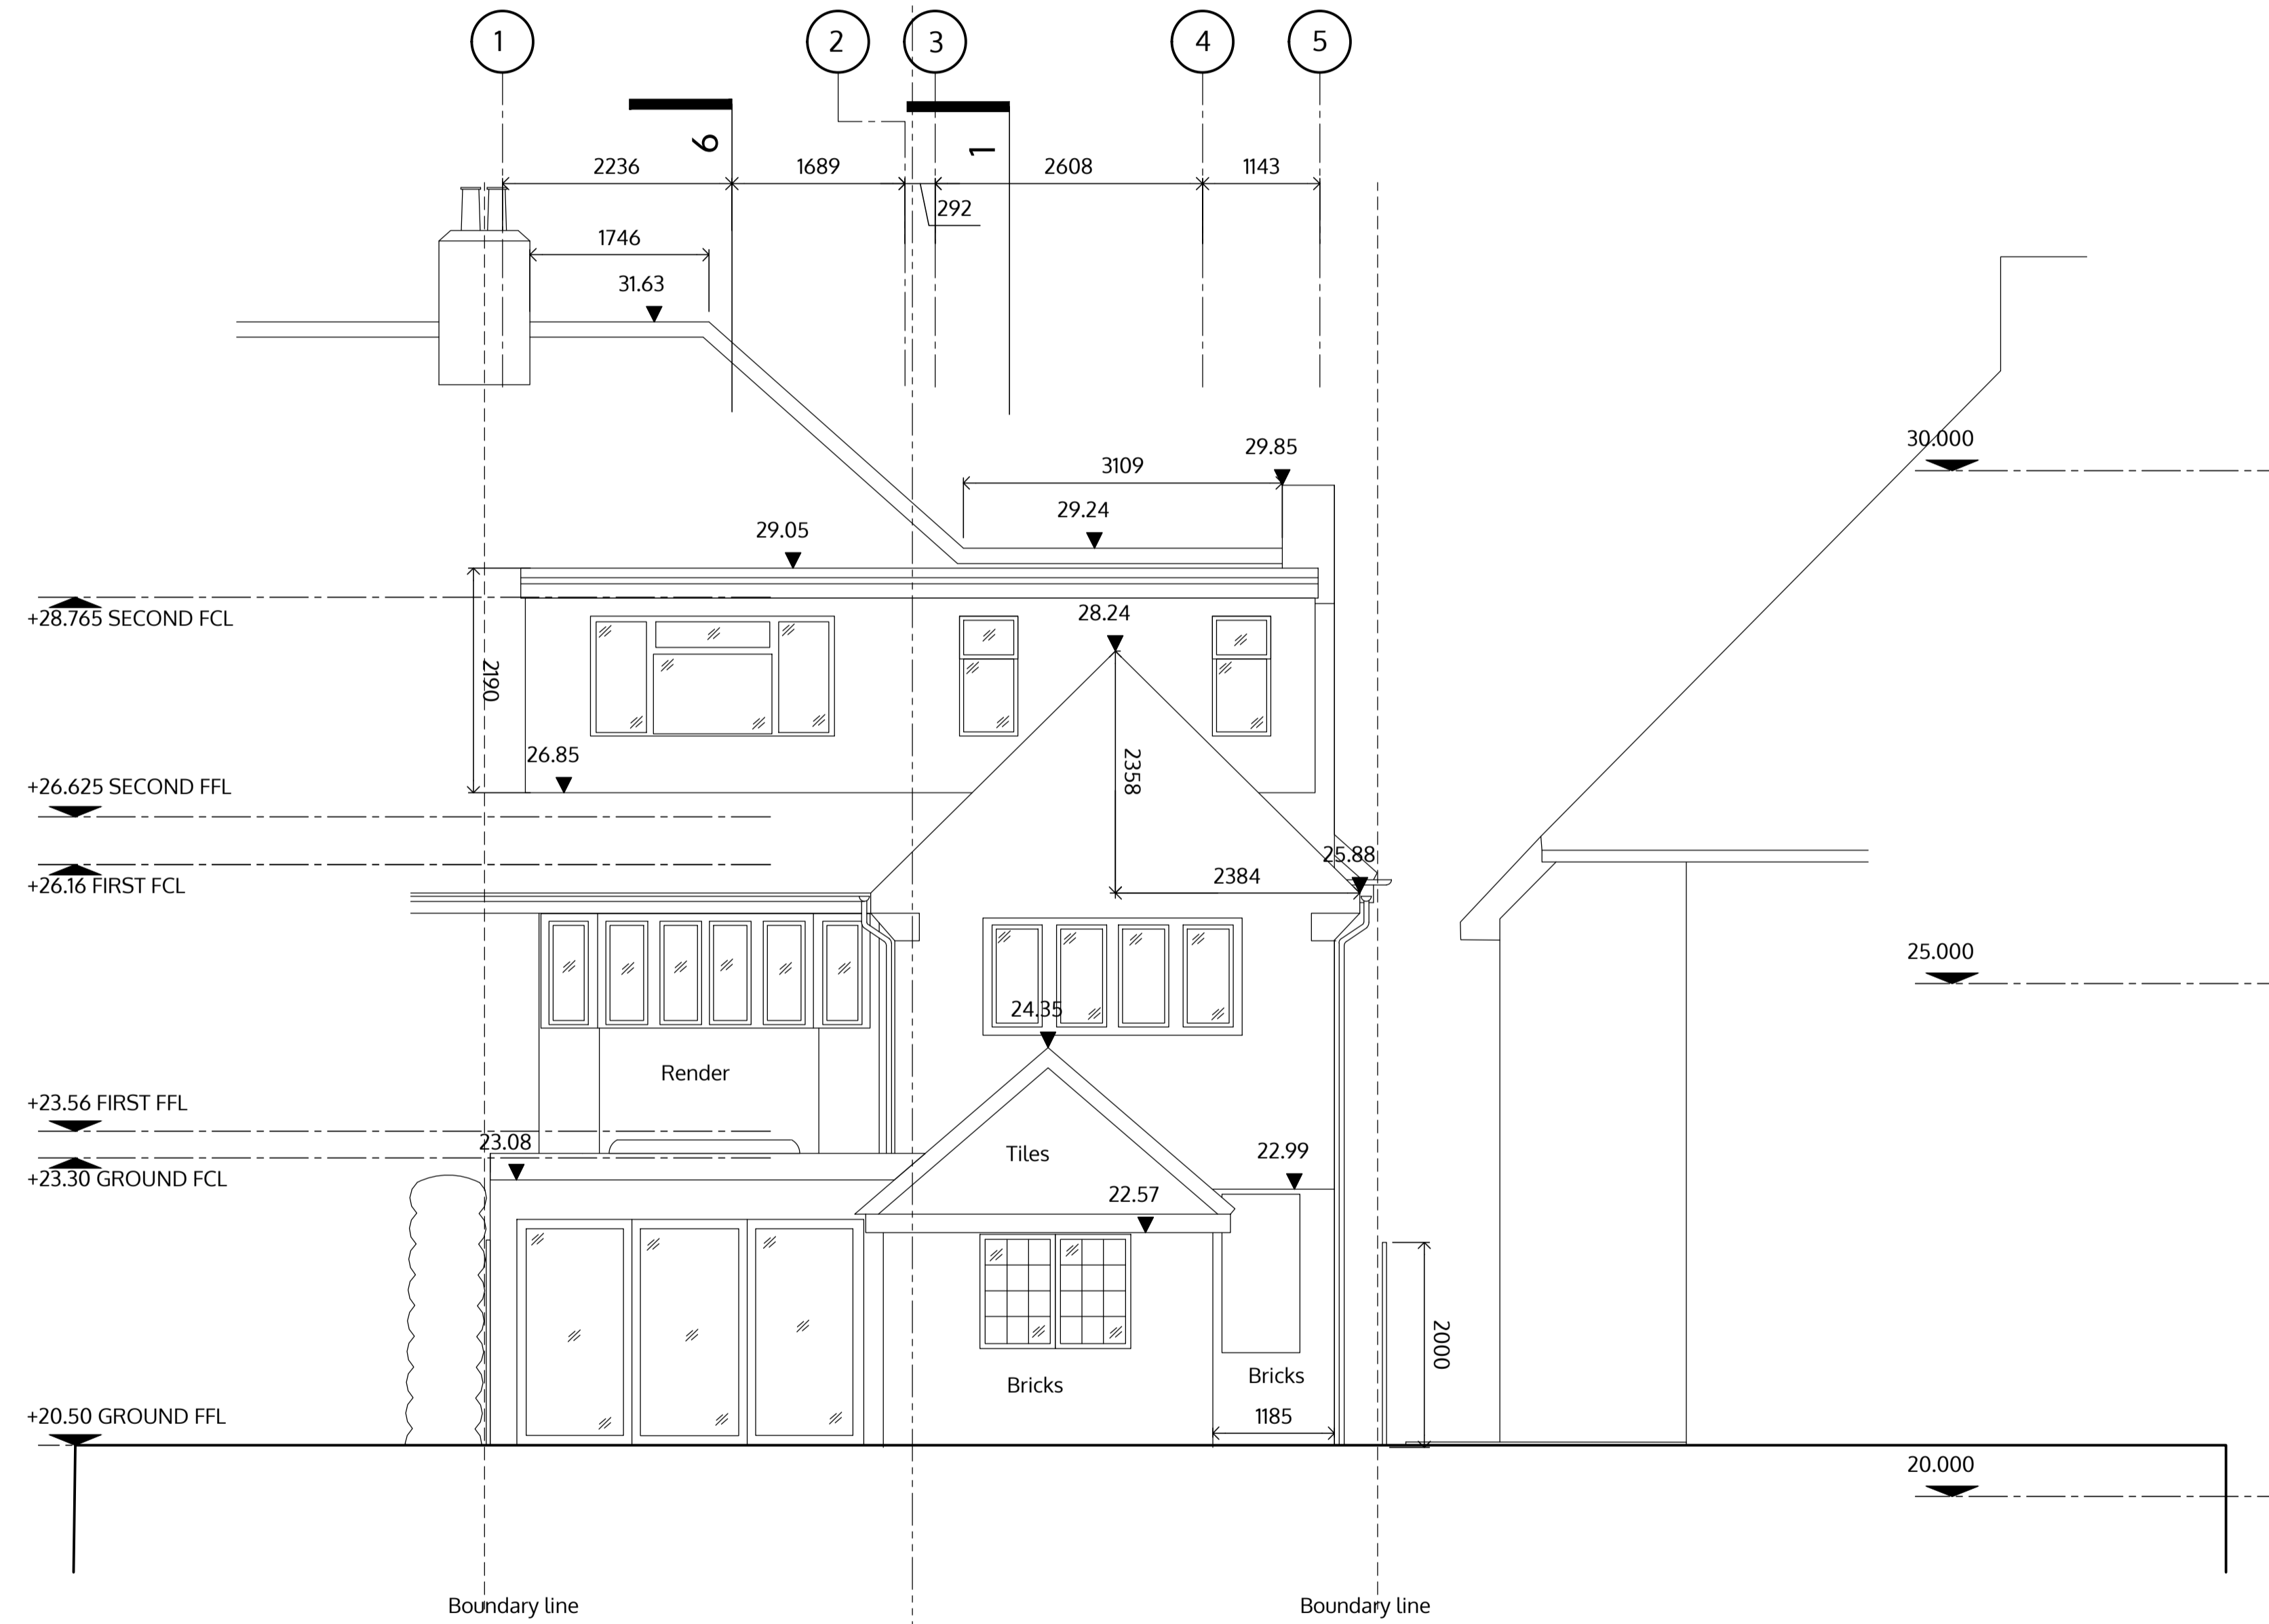 1
2
3
4
5
6
1
2236
1689
2608
1143
292
1746
31.63
30.000
29.85
3109
29.24
29.05
28.24
+28.765 SECOND FCL
2190
2358
26.85
+26.625 SECOND FFL
25.88
2384
+26.16 FIRST FCL
25.000
24.35
Render
+23.56 FIRST FFL
23.08
22.99
Tiles
+23.30 GROUND FCL
22.57
2000
Bricks
Bricks
1185
+20.50 GROUND FFL
20.000
Boundary line
Boundary line